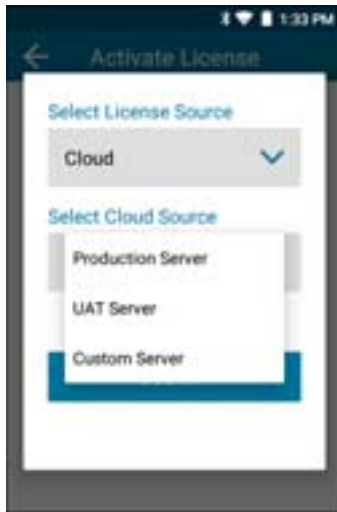 1:33 PM
Activate License
Select License Source
Cloud
Select Cloud Source
Production Server
UAT Server
Custom Server